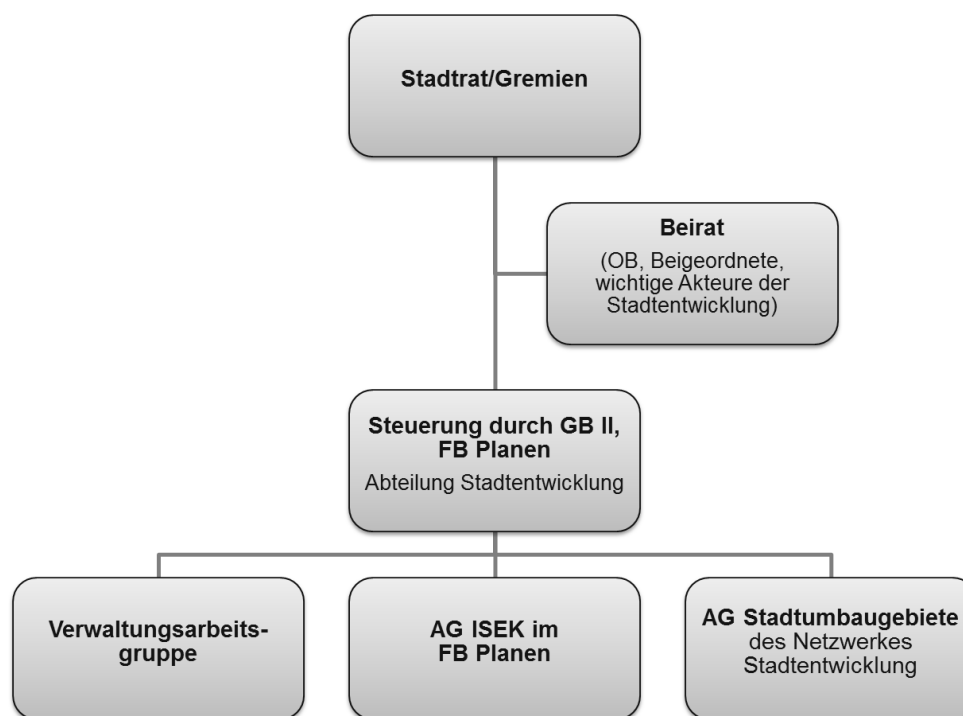 Stadtrat/Gremien
Beirat
(OB, Beigeordnete,
wichtige Akteure der
Stadtentwicklung)
Steuerung durch GB II,
FB Planen
Abteilung Stadtentwicklung
Verwaltungsarbeits-
gruppe
AG ISEK im
FB Planen
AG Stadtumbaugebiete
des Netzwerkes
Stadtentwicklung